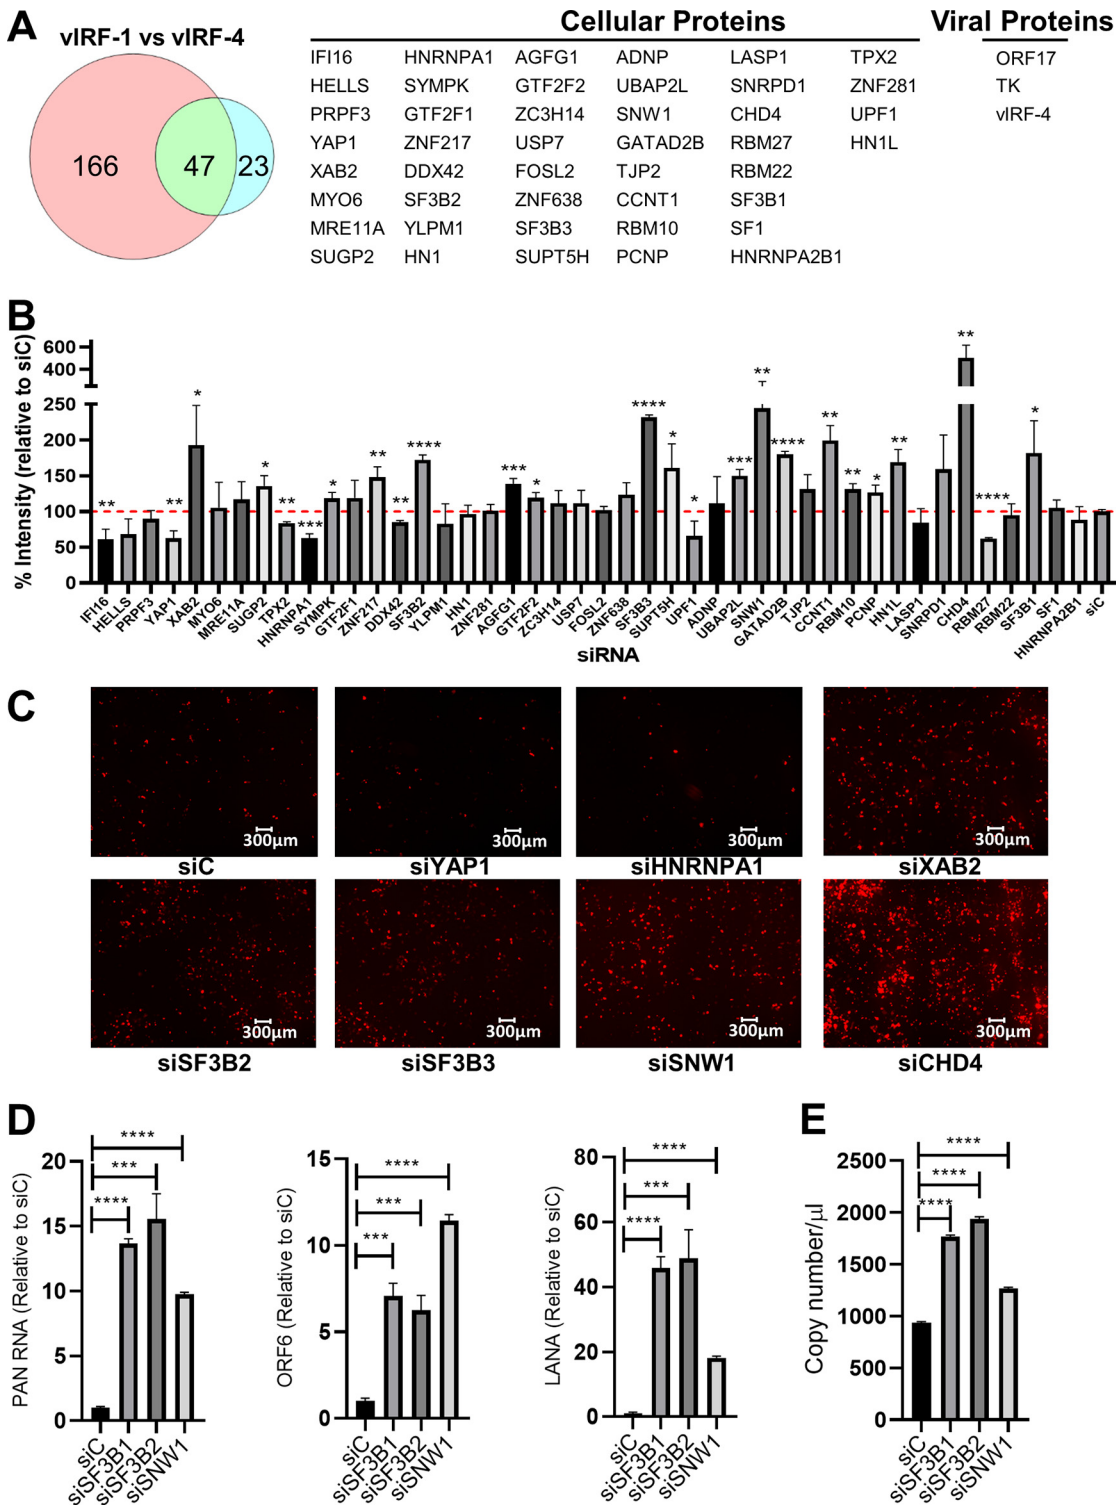 A
vIRF-1 vs vIRF-4
166
47
23
Cellular Proteins
Viral Proteins
IFI16 HNRNPA1 AGFG1 ADNP LASP1 TPX2 ORF17
HELLS SYMPK GTF2F2 UBAP2L SNRPD1 ZNF281 TK
PRPF3 GTF2F1 ZC3H14 SNW1 CHD4 UPF1 vIRF-4
YAP1 ZNF217 USP7 GATAD2B RBM27 HN1L
XAB2 DDX42 FOSL2 TJP2 RBM22
MYO6 SF3B2 ZNF638 CCNT1 SF3B1
MRE11A YLPM1 SF3B3 RBM10 SF1
SUGP2 HN1 SUPT5H PCNP HNRNPA2B1
B
% Intensity (relative to siC)
600
400
250
200
150
100
50
0
** ** * * ** *** * ** ** **** *** * **** * * *** ** **** ** ** * ** ** **** *
IFI16 HELLS PRPF3 YAP1 XAB2 MYO6 MRE11A SUGP2 TPX2 HNRNPA1 SYMPK GTF2F1 ZNF217 DDX42 SF3B2 YLPM1 HN1 ZNF281 AGFG1 GTF2F2 ZC3H14 USP7 FOSL2 ZNF638 SF3B3 SUPT5H UPF1 ADNP UBAP2L SNW1 GATAD2B TJP2 CCNT1 RBM10 PCNP HN1L LASP1 SNRPD1 CHD4 RBM27 RBM22 SF3B1 SF1 HNRNPA2B1 siC
siRNA
C
300µm 300µm 300µm 300µm
siC siYAP1 siHNRNPA1 siXAB2
300µm 300µm 300µm 300µm
siSF3B2 siSF3B3 siSNW1 siCHD4
D
PAN RNA (Relative to siC)
20
15
10
5
0
****
***
****
siC siSF3B1 siSF3B2 siSNW1
ORF6 (Relative to siC)
15
10
5
0
****
***
***
siC siSF3B1 siSF3B2 siSNW1
LANA (Relative to siC)
80
60
40
20
0
****
***
****
siC siSF3B1 siSF3B2 siSNW1
E
Copy number/µl
2500
2000
1500
1000
500
0
****
****
****
siC siSF3B1 siSF3B2 siSNW1